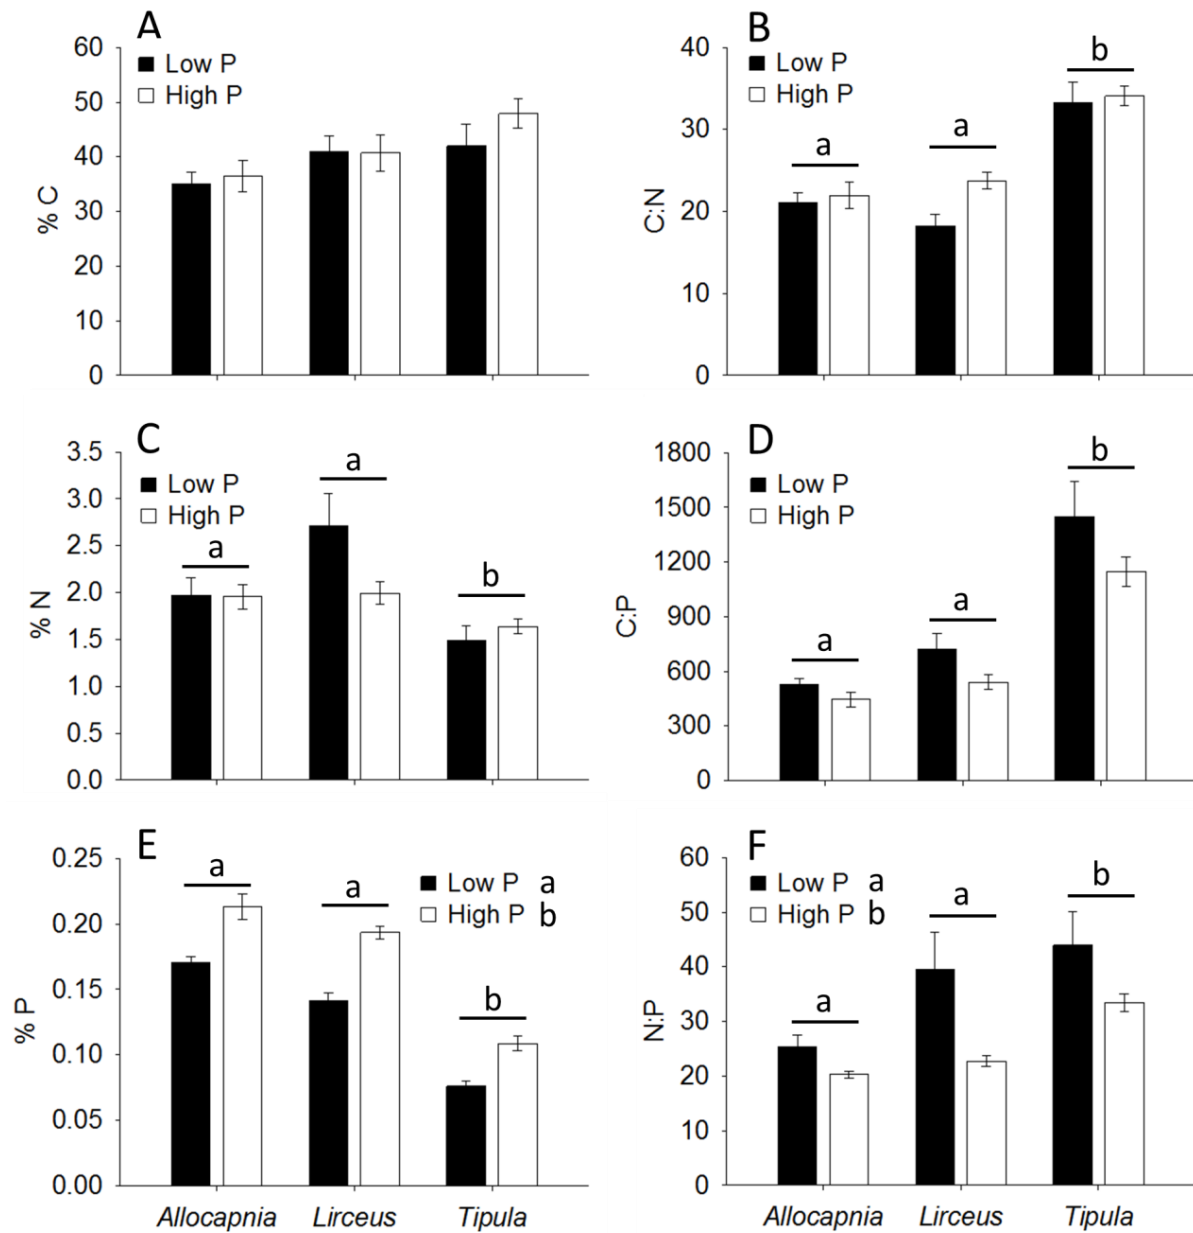 A
60
50
40
30
20
10
0
% C
Low P
High P
B
40
30
20
10
0
C:N
Low P
High P
a
a
b
C
3.5
3.0
2.5
2.0
1.5
1.0
0.5
0.0
% N
Low P
High P
a
a
b
D
1800
1500
1200
900
600
300
0
C:P
Low P
High P
a
a
b
E
0.25
0.20
0.15
0.10
0.05
0.00
% P
Low P a
High P b
a
a
b
Allocapnia Lirceus Tipula
F
60
50
40
30
20
10
0
N:P
Low P a
High P b
a
a
b
Allocapnia Lirceus Tipula